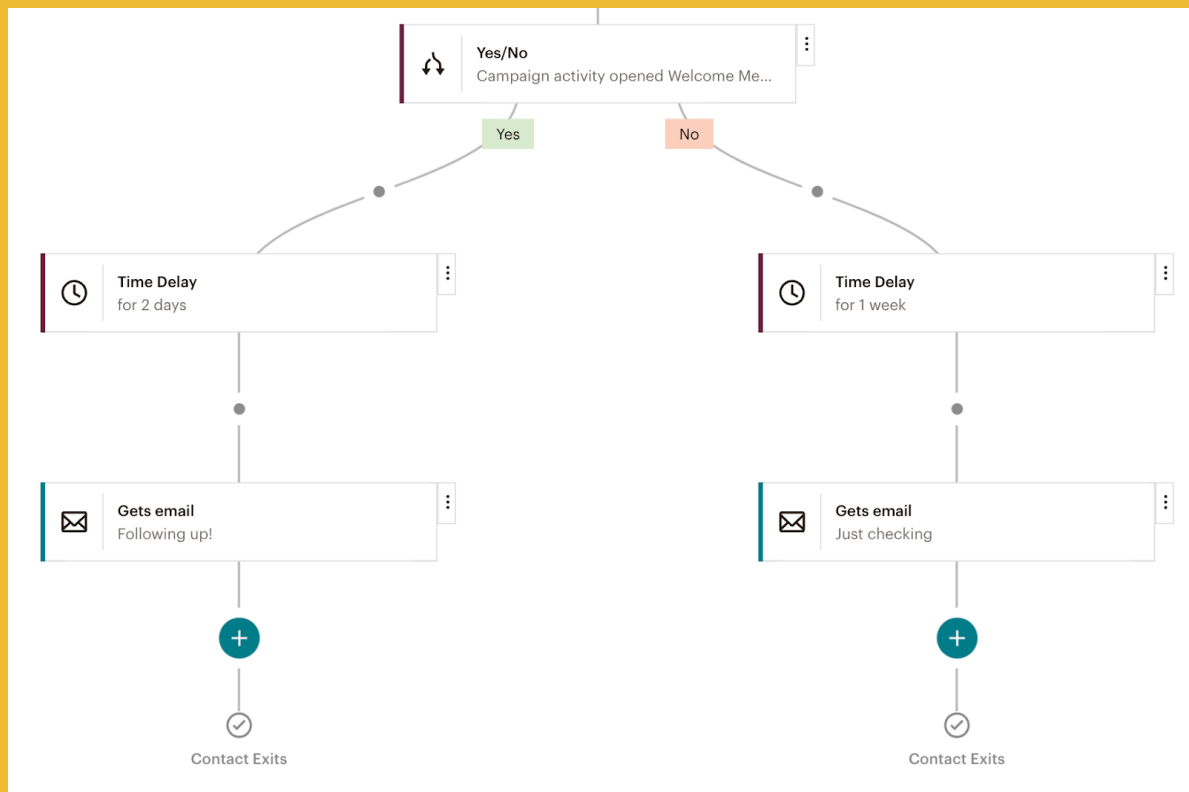 Yes/No
Campaign activity opened Welcome Me...
Yes
No
Time Delay
for 2 days
Time Delay
for 1 week
Gets email
Following up!
Gets email
Just checking
Contact Exits
Contact Exits